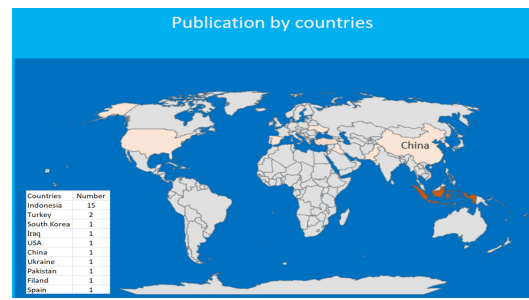 Publication by countries
China
Countries Number
Indonesia 15
Turkey 2
South Korea 1
Iraq 1
USA 1
China 1
Ukraine 1
Pakistan 1
Filand 1
Spain 1